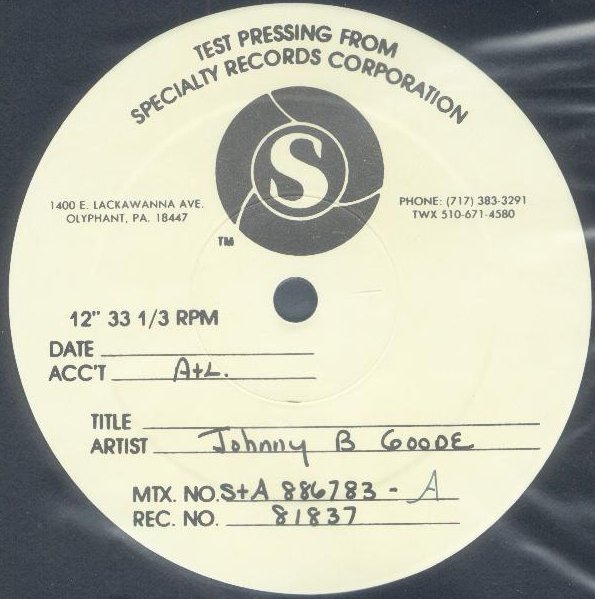 TEST PRESSING FROM
SPECIALTY RECORDS CORPORATION
S
1400 E. LACKAWANNA AVE.
OLYPHANT, PA. 18447
PHONE: (717) 383-3291
TWX 510-671-4580
TM
12" 33 1/3 RPM
DATE
ACC'T A+L.
TITLE
ARTIST Johnny B GOODE
MTX. NO. S+A 886783 - A
REC. NO. 81837